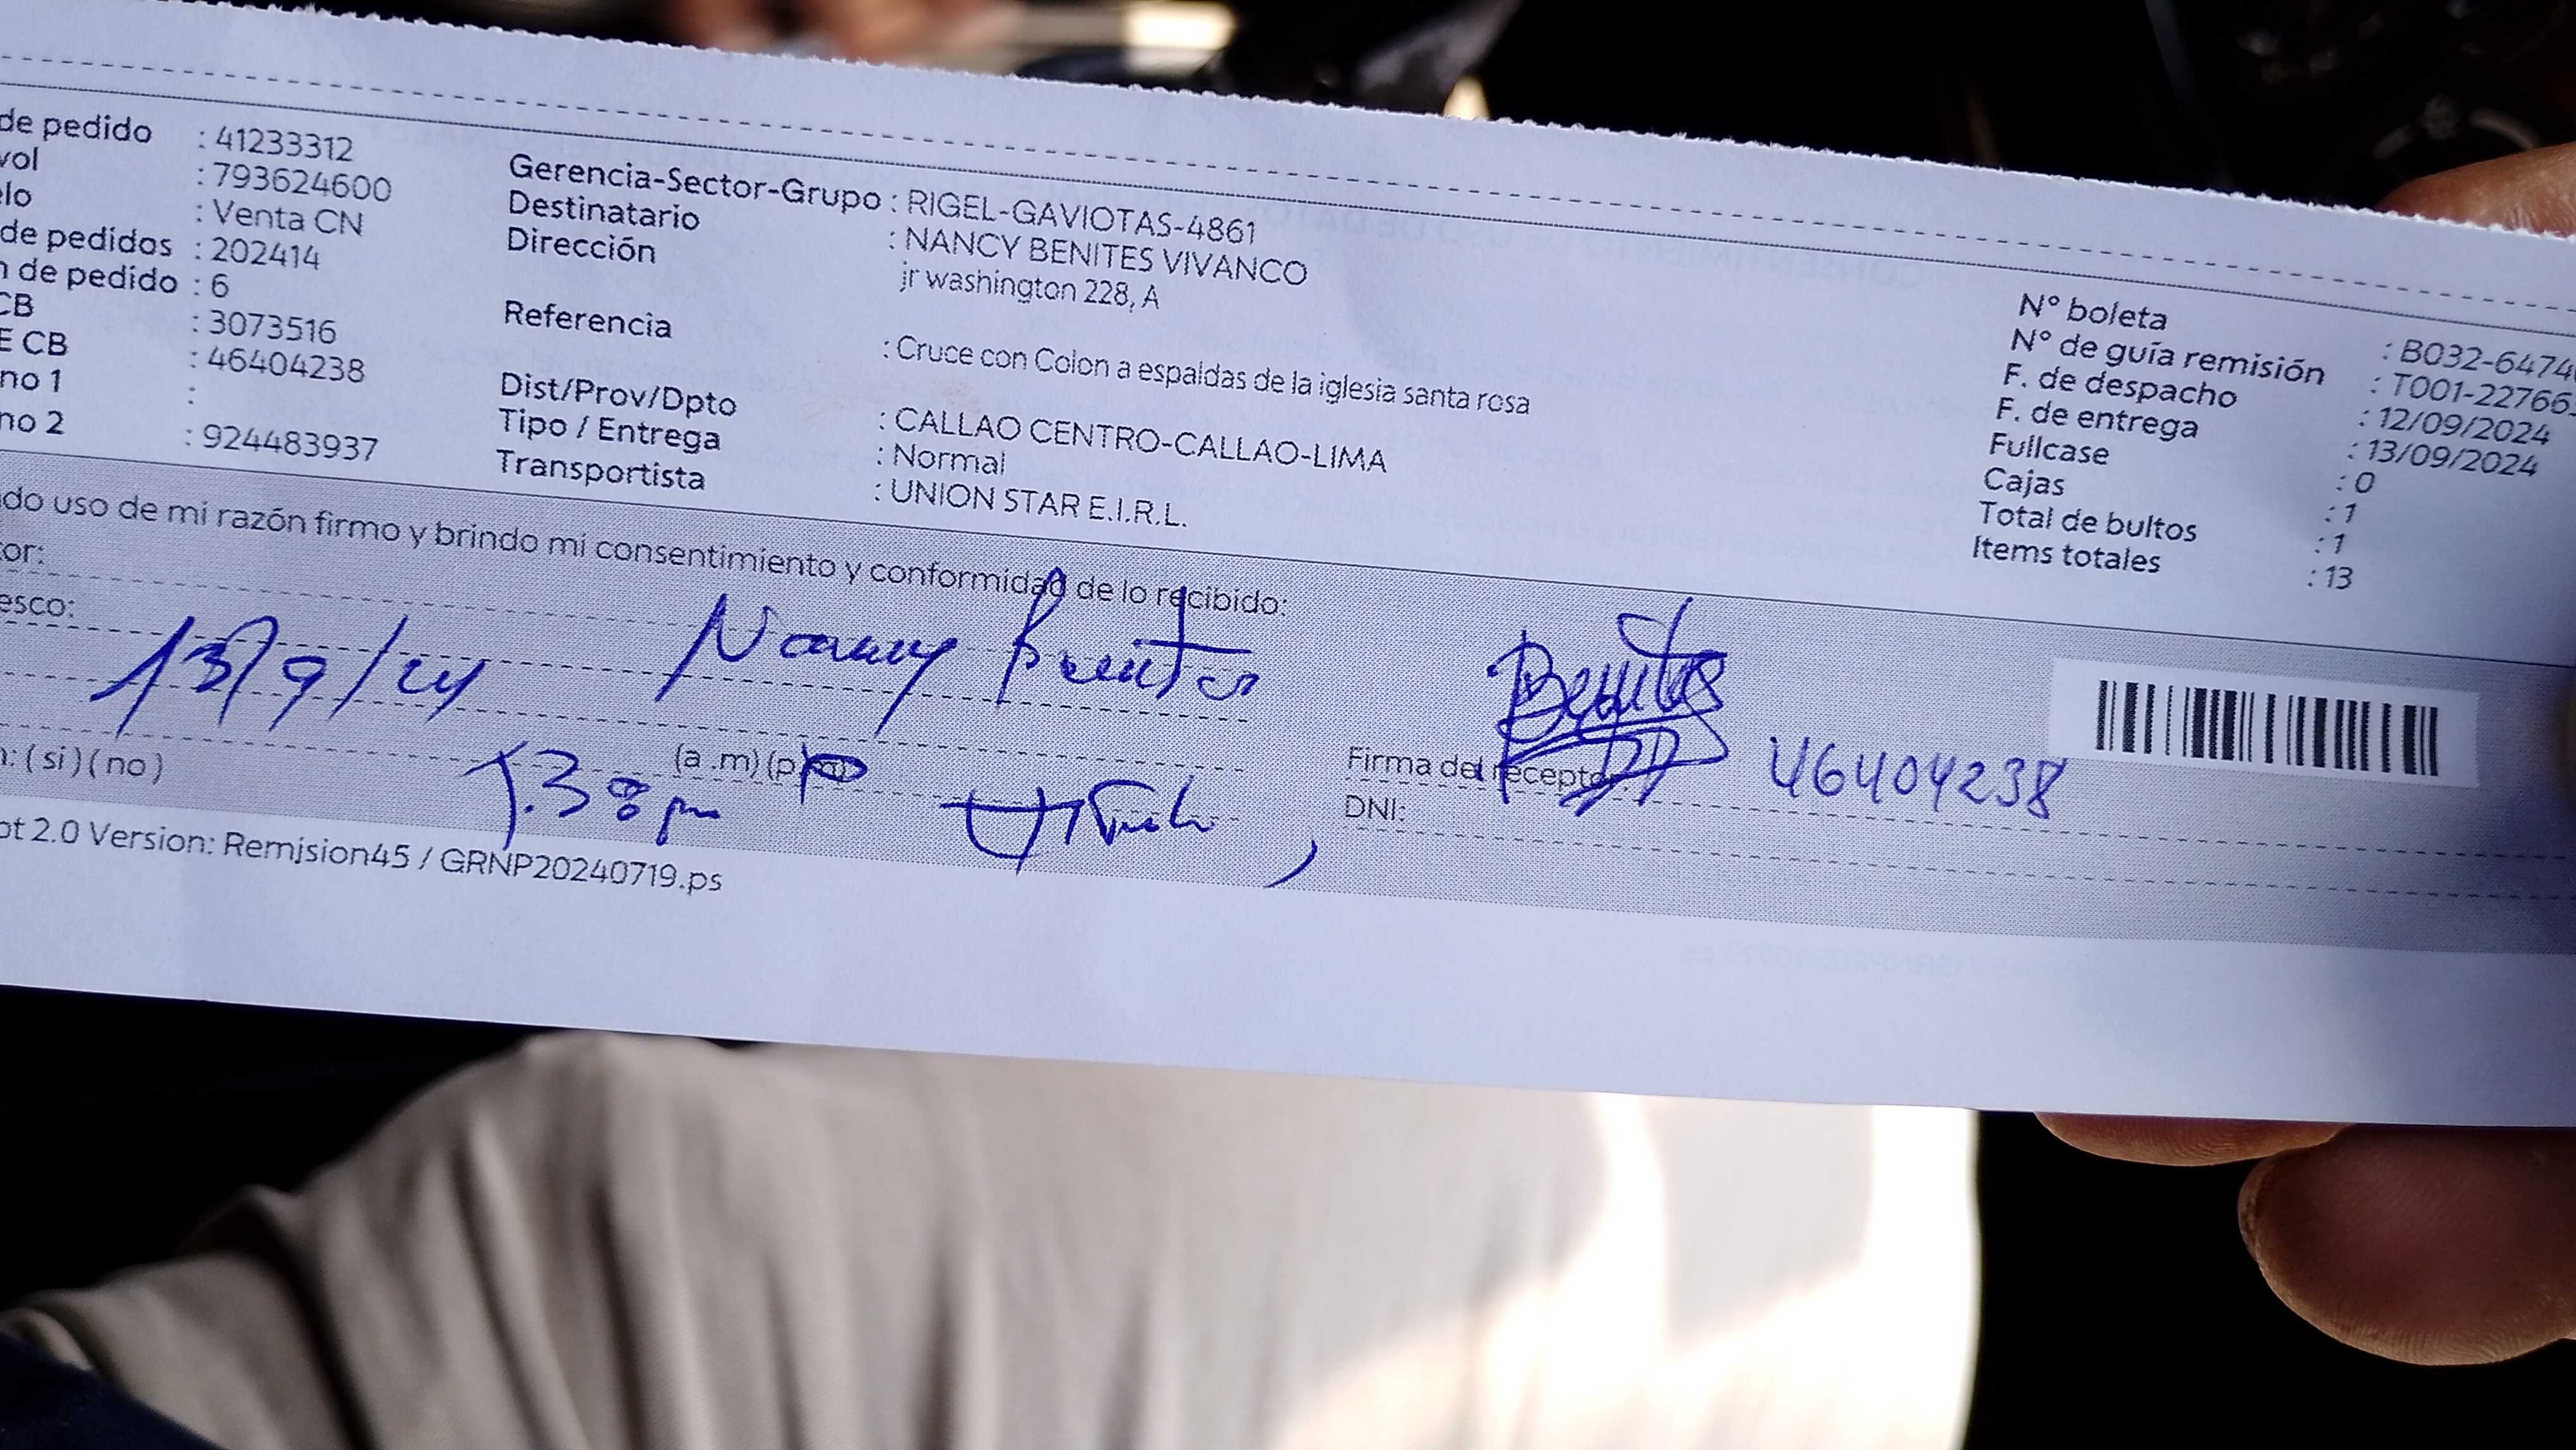 de pedido : 41233312
vol : 793624600
elo : Venta CN
de pedidos : 202414
n de pedido : 6
CB : 3073516
E CB : 46404238
no 1 :
no 2 : 924483937
Gerencia-Sector-Grupo : RIGEL-GAVIOTAS-4861
Destinatario : NANCY BENITES VIVANCO
Dirección jr washington 228, A
Referencia : Cruce con Colon a espaldas de la iglesia santa rosa
Dist/Prov/Dpto : CALLAO CENTRO-CALLAO-LIMA
Tipo / Entrega : Normal
Transportista : UNION STAR E.I.R.L.
N° boleta : B032-6474
N° de guía remisión : T001-22766
F. de despacho : 12/09/2024
F. de entrega : 13/09/2024
Fullcase : 0
Cajas : 1
Total de bultos : 1
Items totales : 13
do uso de mi razón firmo y brindo mi consentimiento y conformidad de lo recibido:
or:
esco:
13/9/24 Nancy Benites Benites
n: ( si ) ( no ) (a .m) (p
pm
Firma del receptor:
46404238
DNI:
ot 2.0 Version: Remision45 / GRNP20240719.ps